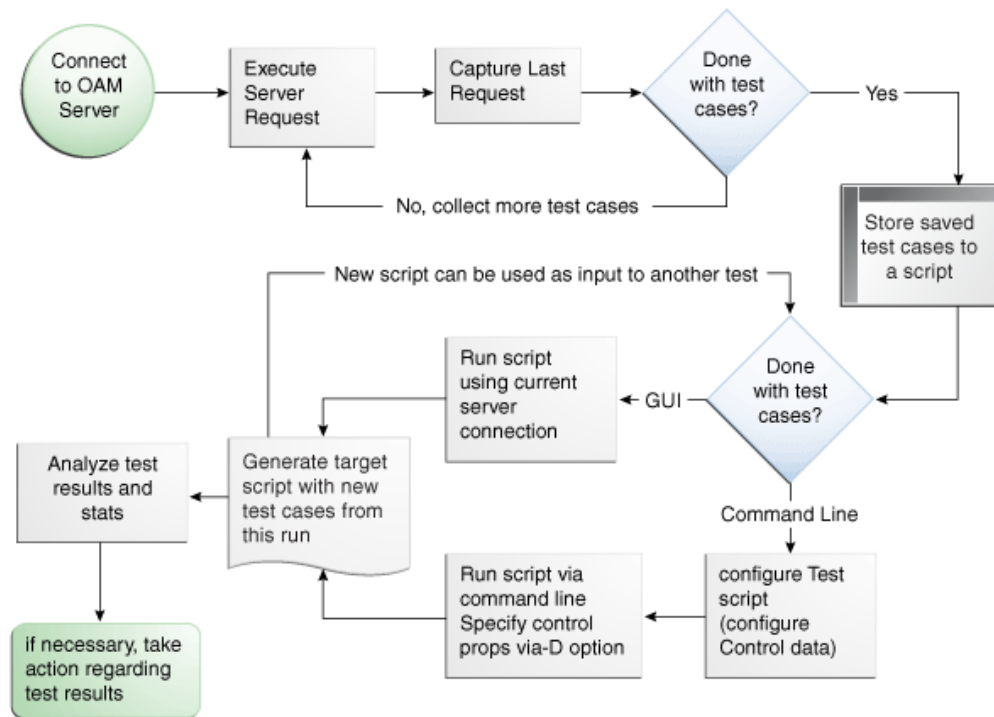 Connect
to OAM
Server
Execute
Server
Request
Capture Last
Request
Done
with test
cases?
Yes
No, collect more test cases
Store saved
test cases to
a script
New script can be used as input to another test
Done
with test
cases?
GUI
Run script
using current
server
connection
Generate target
script with new
test cases from
this run
Analyze test
results and
stats
Command Line
configure Test
script
(configure
Control data)
Run script via
command line
Specify control
props via-D option
if necessary, take
action regarding
test results